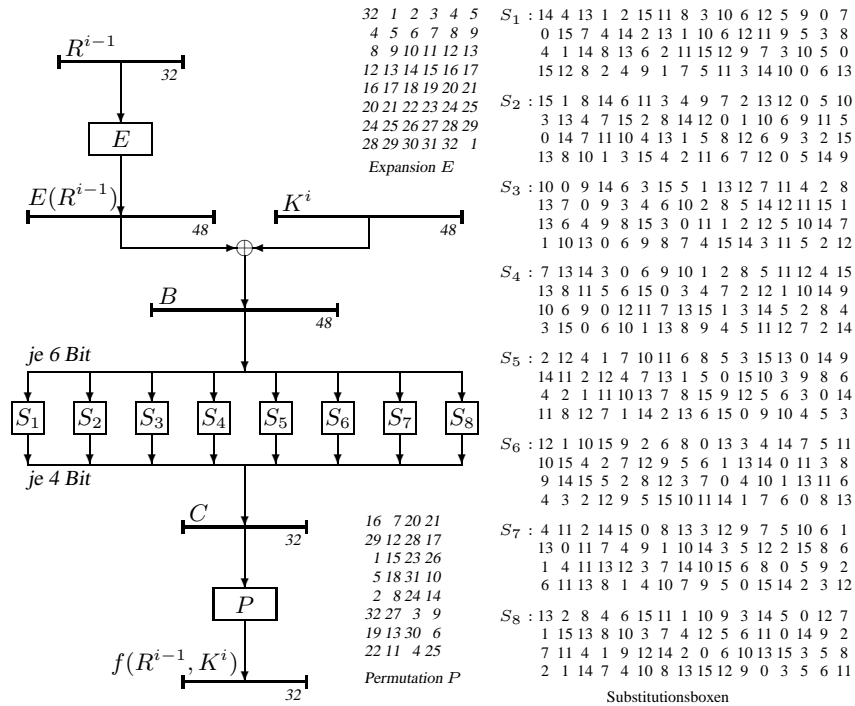 R^{i−1}
32
E
E(R^{i−1})
48
K^i
48
B
48
je 6 Bit
S1 S2 S3 S4 S5 S6 S7 S8
je 4 Bit
C
32
P
f(R^{i−1}, K^i)
32
32 1 2 3 4 5
4 5 6 7 8 9
8 9 10 11 12 13
12 13 14 15 16 17
16 17 18 19 20 21
20 21 22 23 24 25
24 25 26 27 28 29
28 29 30 31 32 1
Expansion E
16 7 20 21
29 12 28 17
1 15 23 26
5 18 31 10
2 8 24 14
32 27 3 9
19 13 30 6
22 11 4 25
Permutation P
S1 : 14 4 13 1 2 15 11 8 3 10 6 12 5 9 0 7
0 15 7 4 14 2 13 1 10 6 12 11 9 5 3 8
4 1 14 8 13 6 2 11 15 12 9 7 3 10 5 0
15 12 8 2 4 9 1 7 5 11 3 14 10 0 6 13
S2 : 15 1 8 14 6 11 3 4 9 7 2 13 12 0 5 10
3 13 4 7 15 2 8 14 12 0 1 10 6 9 11 5
0 14 7 11 10 4 13 1 5 8 12 6 9 3 2 15
13 8 10 1 3 15 4 2 11 6 7 12 0 5 14 9
S3 : 10 0 9 14 6 3 15 5 1 13 12 7 11 4 2 8
13 7 0 9 3 4 6 10 2 8 5 14 12 11 15 1
13 6 4 9 8 15 3 0 11 1 2 12 5 10 14 7
1 10 13 0 6 9 8 7 4 15 14 3 11 5 2 12
S4 : 7 13 14 3 0 6 9 10 1 2 8 5 11 12 4 15
13 8 11 5 6 15 0 3 4 7 2 12 1 10 14 9
10 6 9 0 12 11 7 13 15 1 3 14 5 2 8 4
3 15 0 6 10 1 13 8 9 4 5 11 12 7 2 14
S5 : 2 12 4 1 7 10 11 6 8 5 3 15 13 0 14 9
14 11 2 12 4 7 13 1 5 0 15 10 3 9 8 6
4 2 1 11 10 13 7 8 15 9 12 5 6 3 0 14
11 8 12 7 1 14 2 13 6 15 0 9 10 4 5 3
S6 : 12 1 10 15 9 2 6 8 0 13 3 4 14 7 5 11
10 15 4 2 7 12 9 5 6 1 13 14 0 11 3 8
9 14 15 5 2 8 12 3 7 0 4 10 1 13 11 6
4 3 2 12 9 5 15 10 11 14 1 7 6 0 8 13
S7 : 4 11 2 14 15 0 8 13 3 12 9 7 5 10 6 1
13 0 11 7 4 9 1 10 14 3 5 12 2 15 8 6
1 4 11 13 12 3 7 14 10 15 6 8 0 5 9 2
6 11 13 8 1 4 10 7 9 5 0 15 14 2 3 12
S8 : 13 2 8 4 6 15 11 1 10 9 3 14 5 0 12 7
1 15 13 8 10 3 7 4 12 5 6 11 0 14 9 2
7 11 4 1 9 12 14 2 0 6 10 13 15 3 5 8
2 1 14 7 4 10 8 13 15 12 9 0 3 5 6 11
Substitutionsboxen